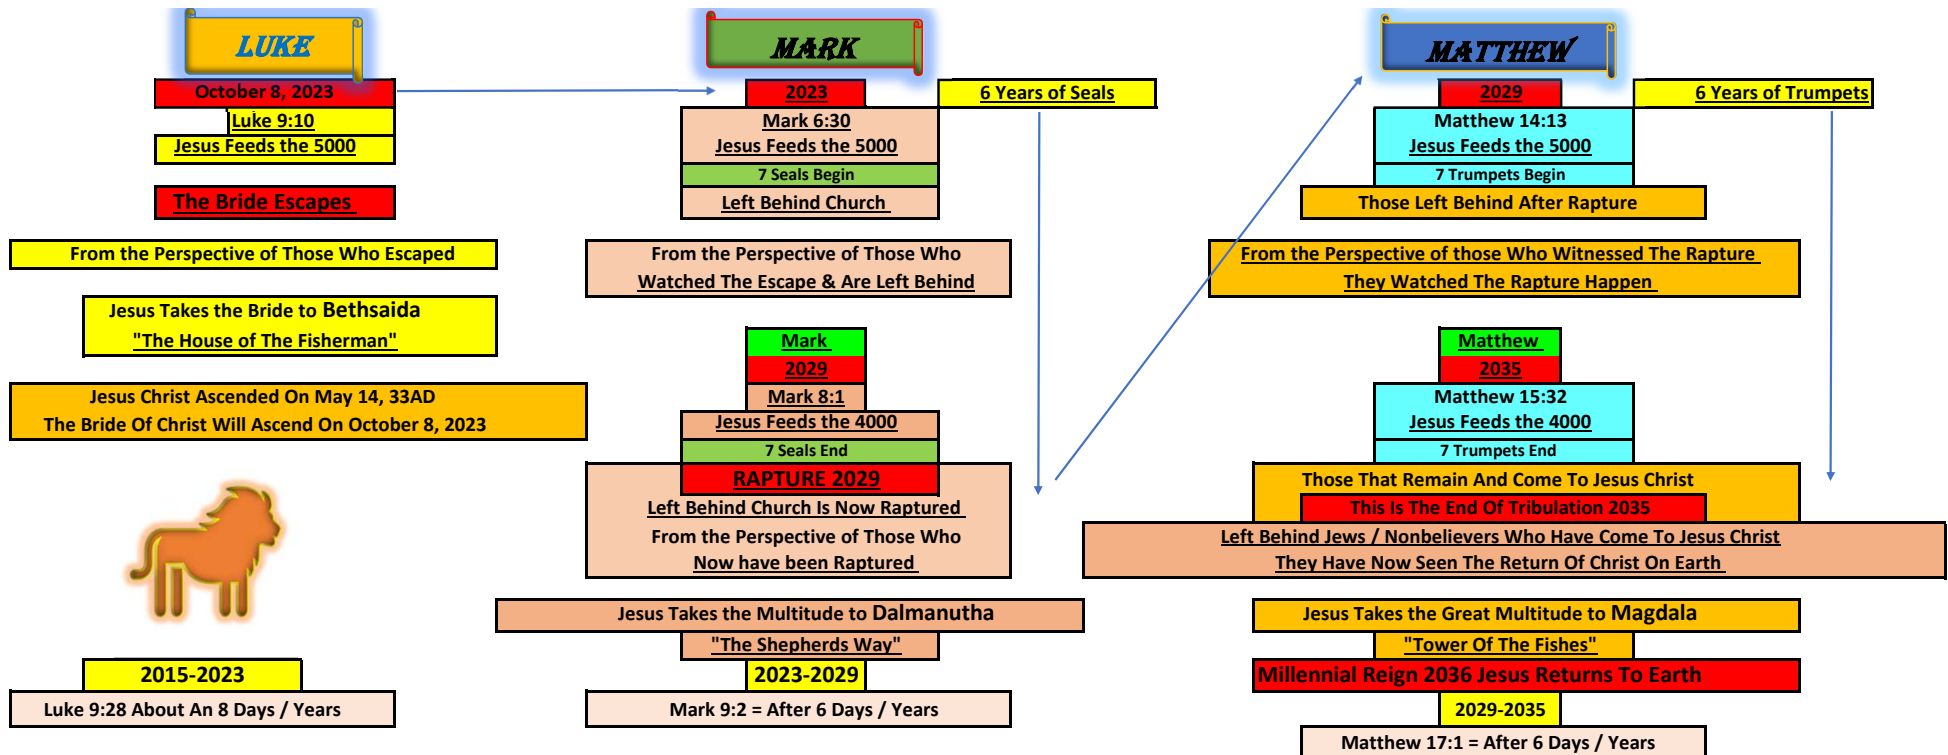 LUKE
October 8, 2023
Luke 9:10
Jesus Feeds the 5000
The Bride Escapes
From the Perspective of Those Who Escaped
Jesus Takes the Bride to Bethsaida
"The House of The Fisherman"
Jesus Christ Ascended On May 14, 33AD
The Bride Of Christ Will Ascend On October 8, 2023
2015-2023
Luke 9:28 About An 8 Days / Years
MARK
2023
6 Years of Seals
Mark 6:30
Jesus Feeds the 5000
7 Seals Begin
Left Behind Church
From the Perspective of Those Who
Watched The Escape & Are Left Behind
Mark
2029
Mark 8:1
Jesus Feeds the 4000
7 Seals End
RAPTURE 2029
Left Behind Church Is Now Raptured
From the Perspective of Those Who
Now have been Raptured
Jesus Takes the Multitude to Dalmanutha
"The Shepherds Way"
2023-2029
Mark 9:2 = After 6 Days / Years
MATTHEW
2029
6 Years of Trumpets
Matthew 14:13
Jesus Feeds the 5000
7 Trumpets Begin
Those Left Behind After Rapture
From the Perspective of those Who Witnessed The Rapture
They Watched The Rapture Happen
Matthew
2035
Matthew 15:32
Jesus Feeds the 4000
7 Trumpets End
Those That Remain And Come To Jesus Christ
This Is The End Of Tribulation 2035
Left Behind Jews / Nonbelievers Who Have Come To Jesus Christ
They Have Now Seen The Return Of Christ On Earth
Jesus Takes the Great Multitude to Magdala
"Tower Of The Fishes"
Millennial Reign 2036 Jesus Returns To Earth
2029-2035
Matthew 17:1 = After 6 Days / Years